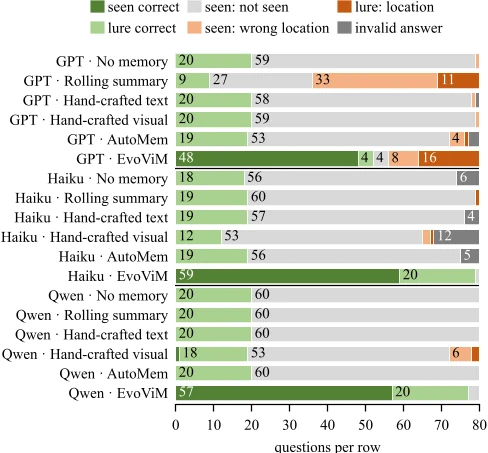 seen correct seen: not seen lure: location
lure correct seen: wrong location invalid answer
GPT · No memory 20 59
GPT · Rolling summary 9 27 33 11
GPT · Hand-crafted text 20 58
GPT · Hand-crafted visual 20 59
GPT · AutoMem 19 53 4
GPT · EvoViM 48 4 4 8 16
Haiku · No memory 18 56 6
Haiku · Rolling summary 19 60
Haiku · Hand-crafted text 19 57 4
Haiku · Hand-crafted visual 12 53 12
Haiku · AutoMem 19 56 5
Haiku · EvoViM 59 20
Qwen · No memory 20 60
Qwen · Rolling summary 20 60
Qwen · Hand-crafted text 20 60
Qwen · Hand-crafted visual 18 53 6
Qwen · AutoMem 20 60
Qwen · EvoViM 57 20
0 10 20 30 40 50 60 70 80
questions per row